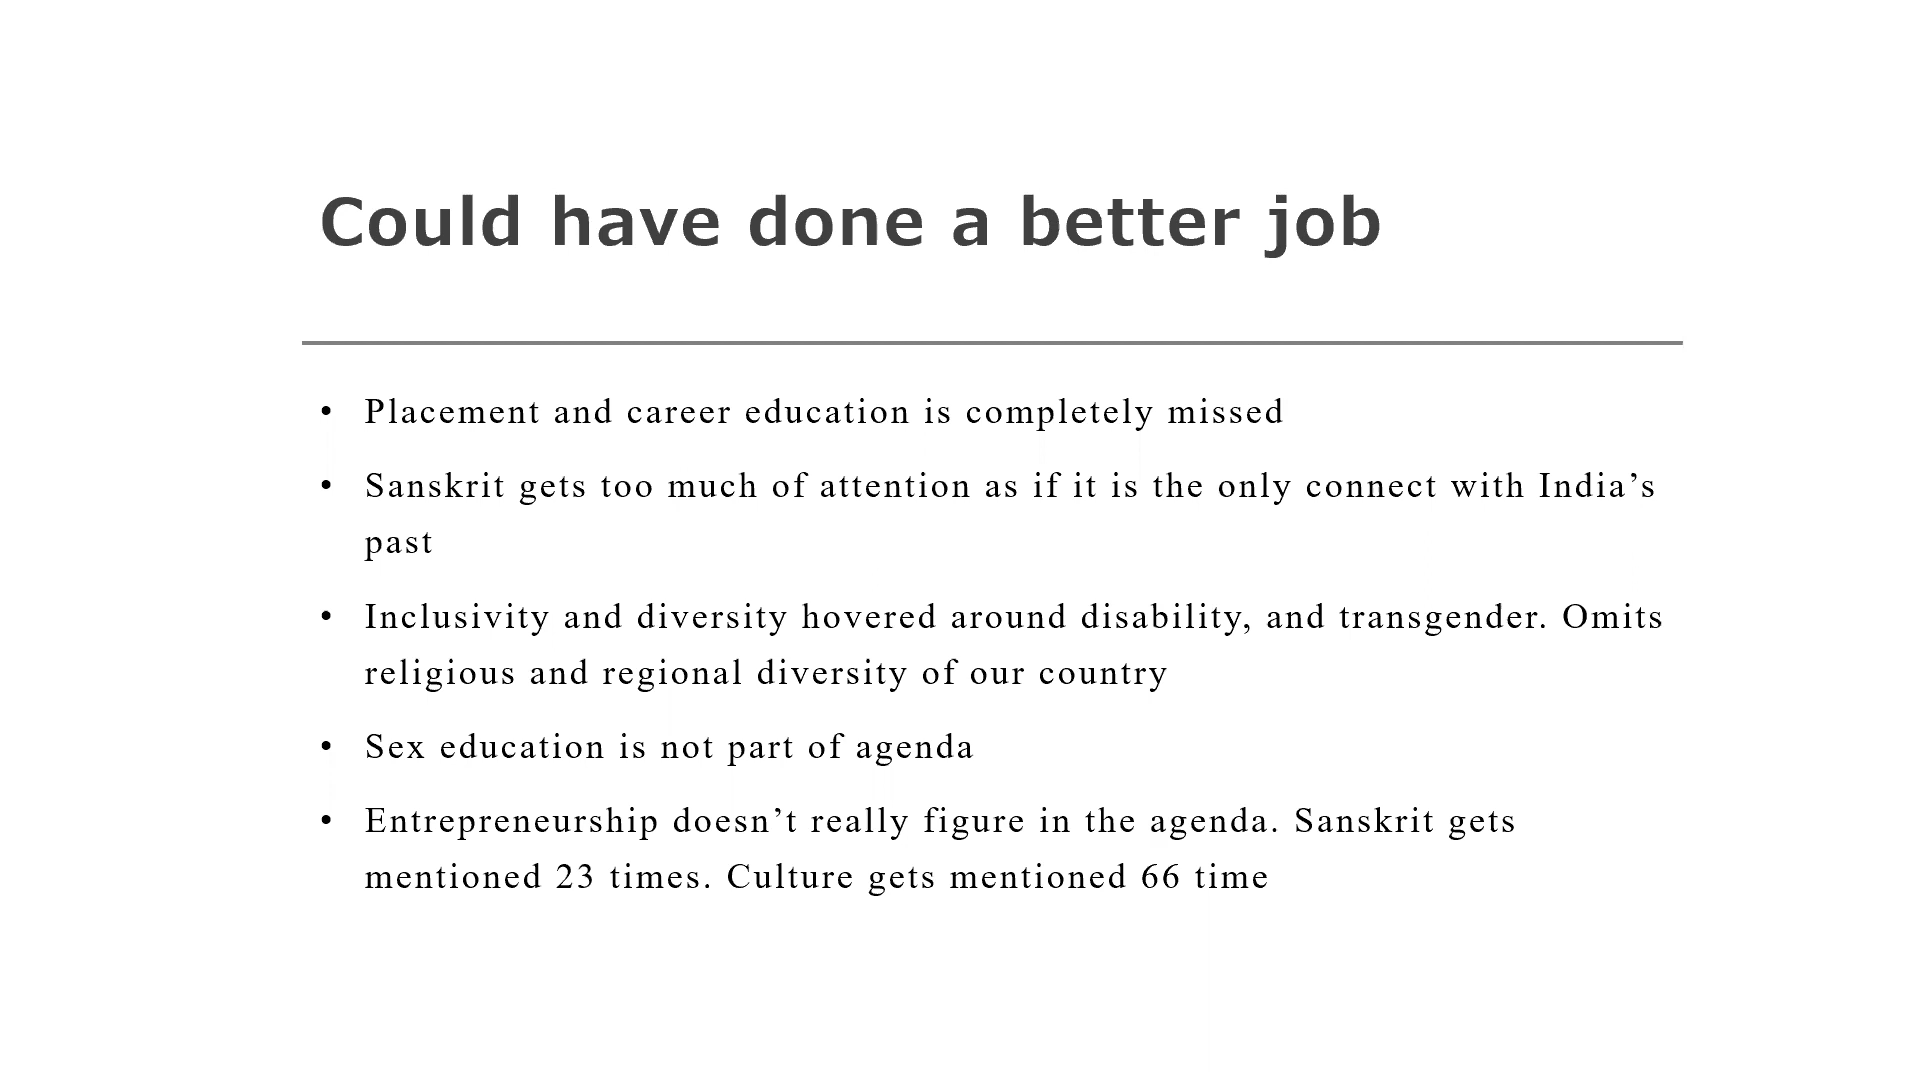 Could have done a better job
• Placement and career education is completely missed
• Sanskrit gets too much of attention as if it is the only connect with India’s
past
• Inclusivity and diversity hovered around disability, and transgender. Omits
religious and regional diversity of our country
• Sex education is not part of agenda
• Entrepreneurship doesn’t really figure in the agenda. Sanskrit gets
mentioned 23 times. Culture gets mentioned 66 time